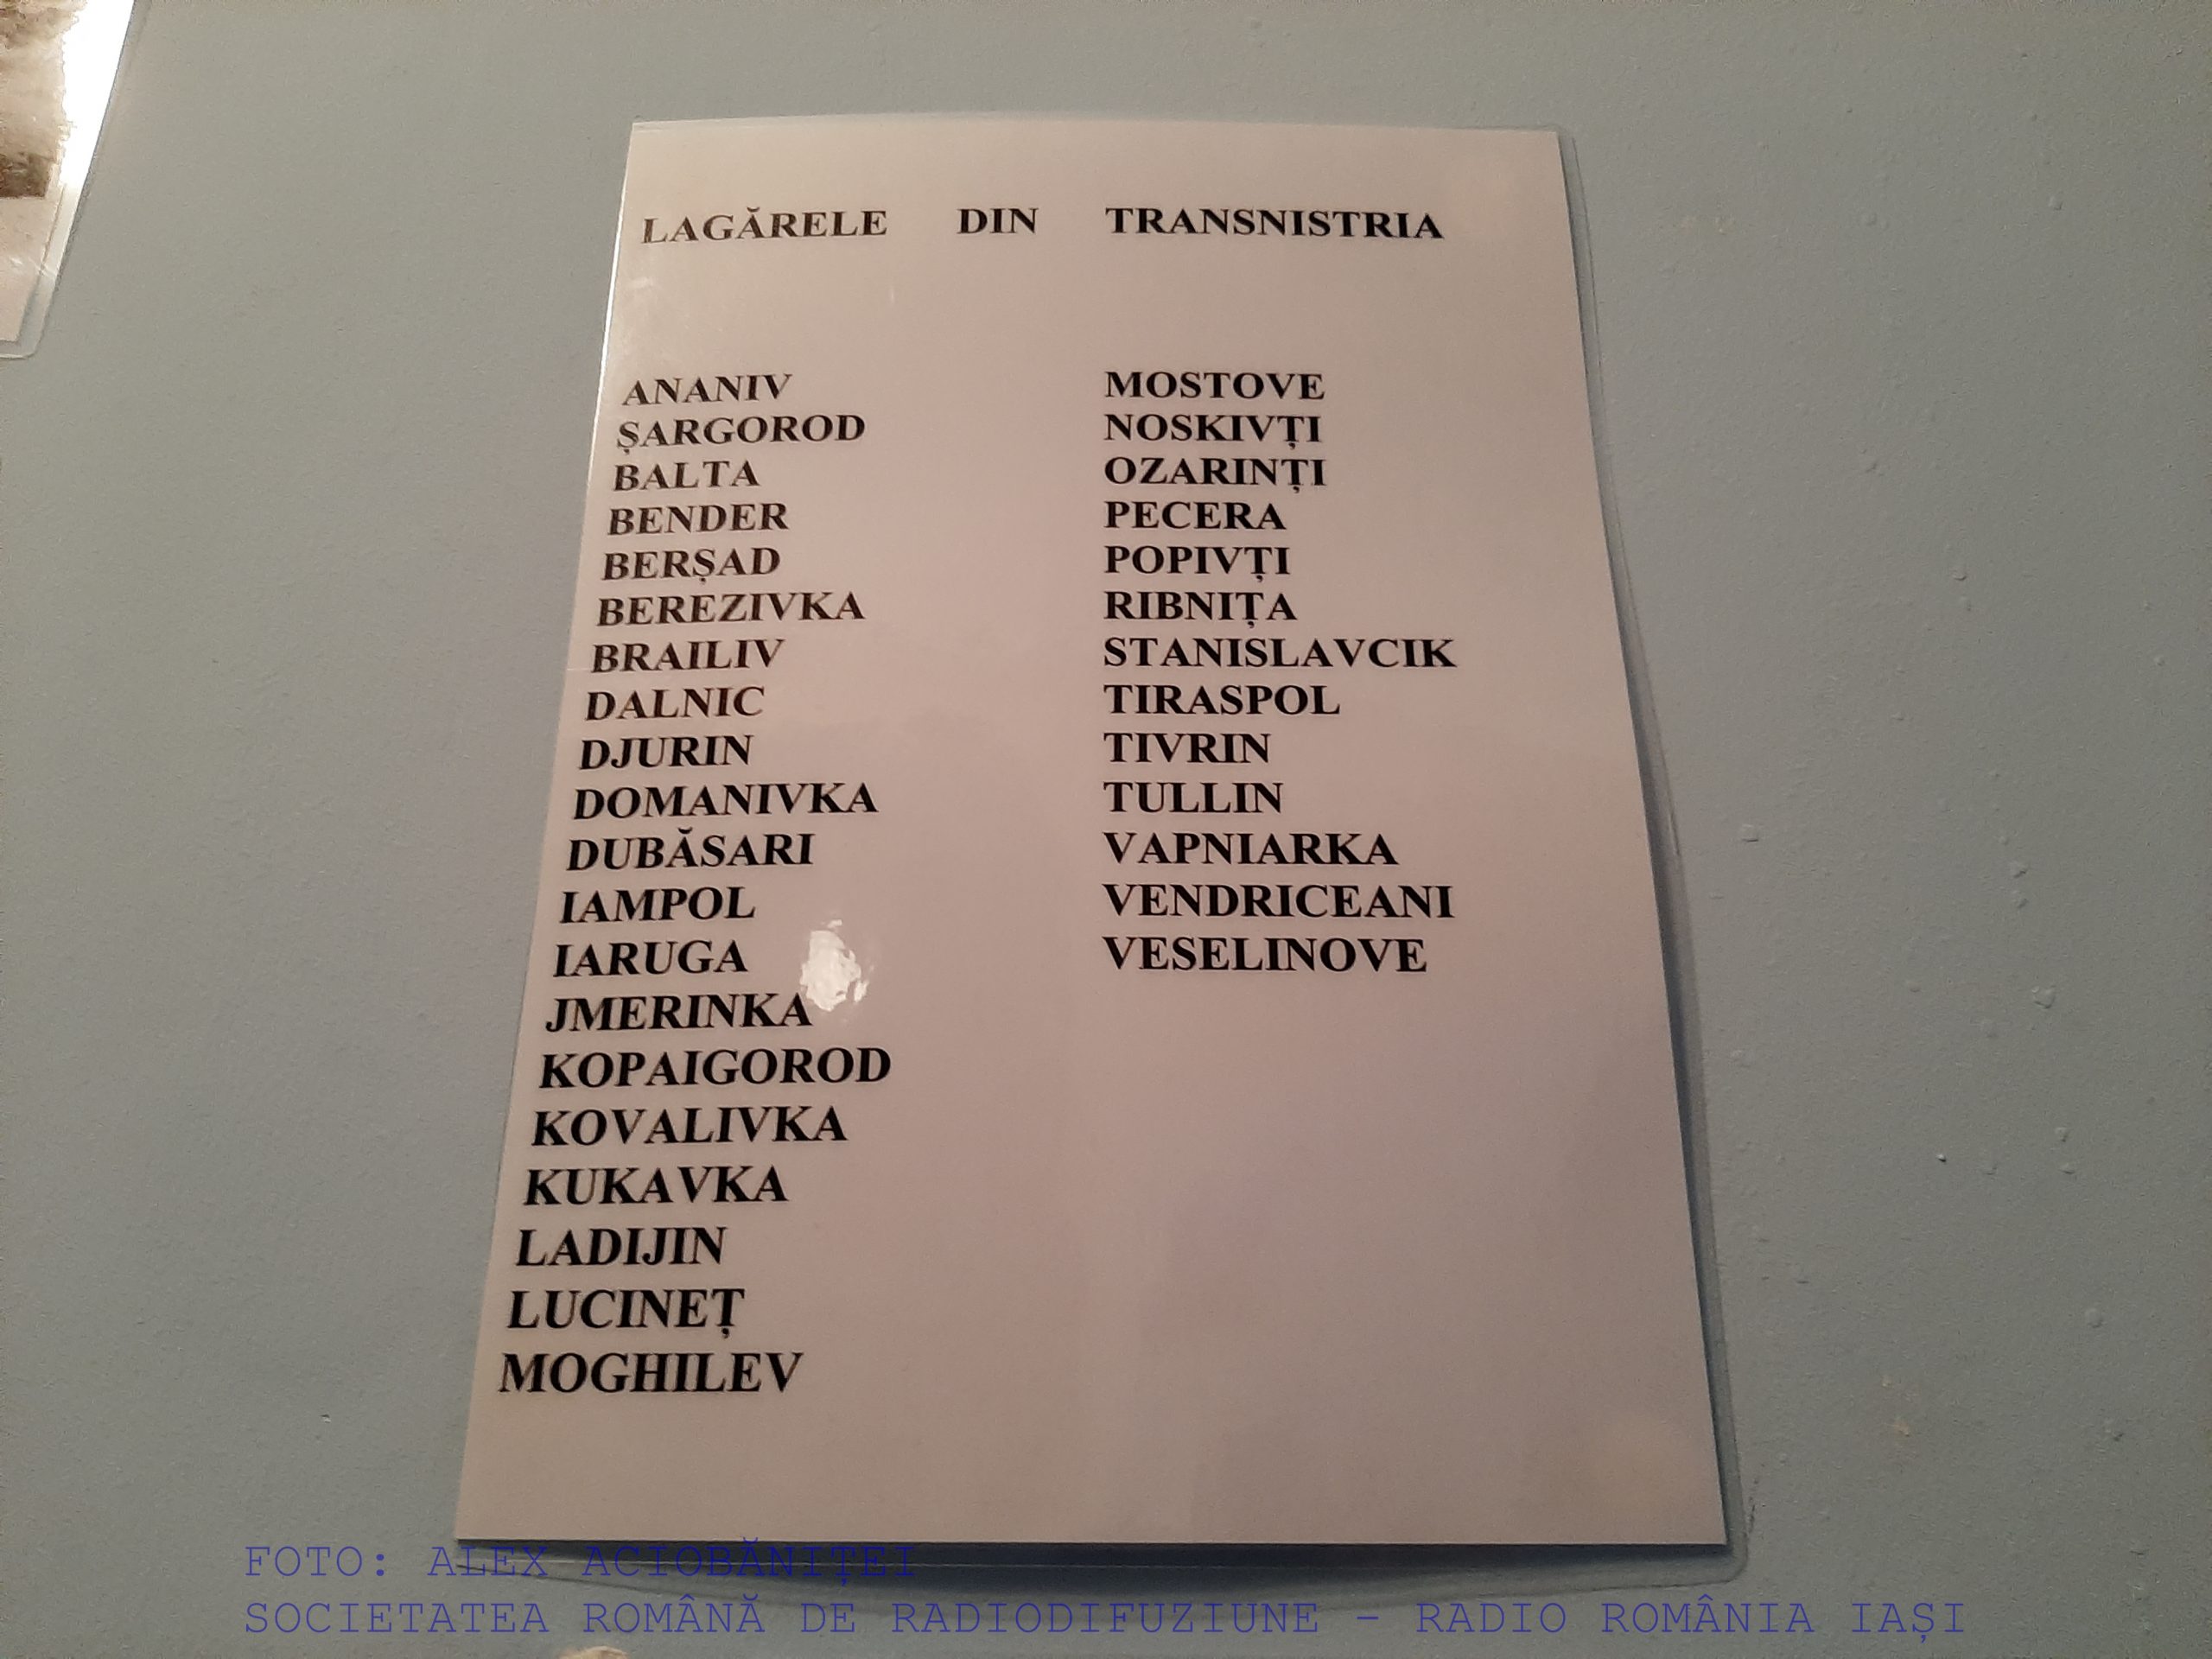 LAGĂRELE DIN TRANSNISTRIA
ANANIV
ȘARGOROD
BALTA
BENDER
BERȘAD
BEREZIVKA
BRAILIV
DALNIC
DJURIN
DOMANIVKA
DUBĂSARI
IAMPOL
IARUGA
JMERINKA
KOPAIGOROD
KOVALIVKA
KUKAVKA
LADIJIN
LUCINEȚ
MOGHILEV
MOSTOVE
NOSKIVȚI
OZARINȚI
PECERA
POPIVȚI
RIBNIȚA
STANISLAVCIK
TIRASPOL
TIVRIN
TULLIN
VAPNIARKA
VENDRICEANI
VESELINOVE
FOTO: ALEX ACIOBĂNIȚEI
SOCIETATEA ROMÂNĂ DE RADIODIFUZIUNE - RADIO ROMÂNIA IAȘI